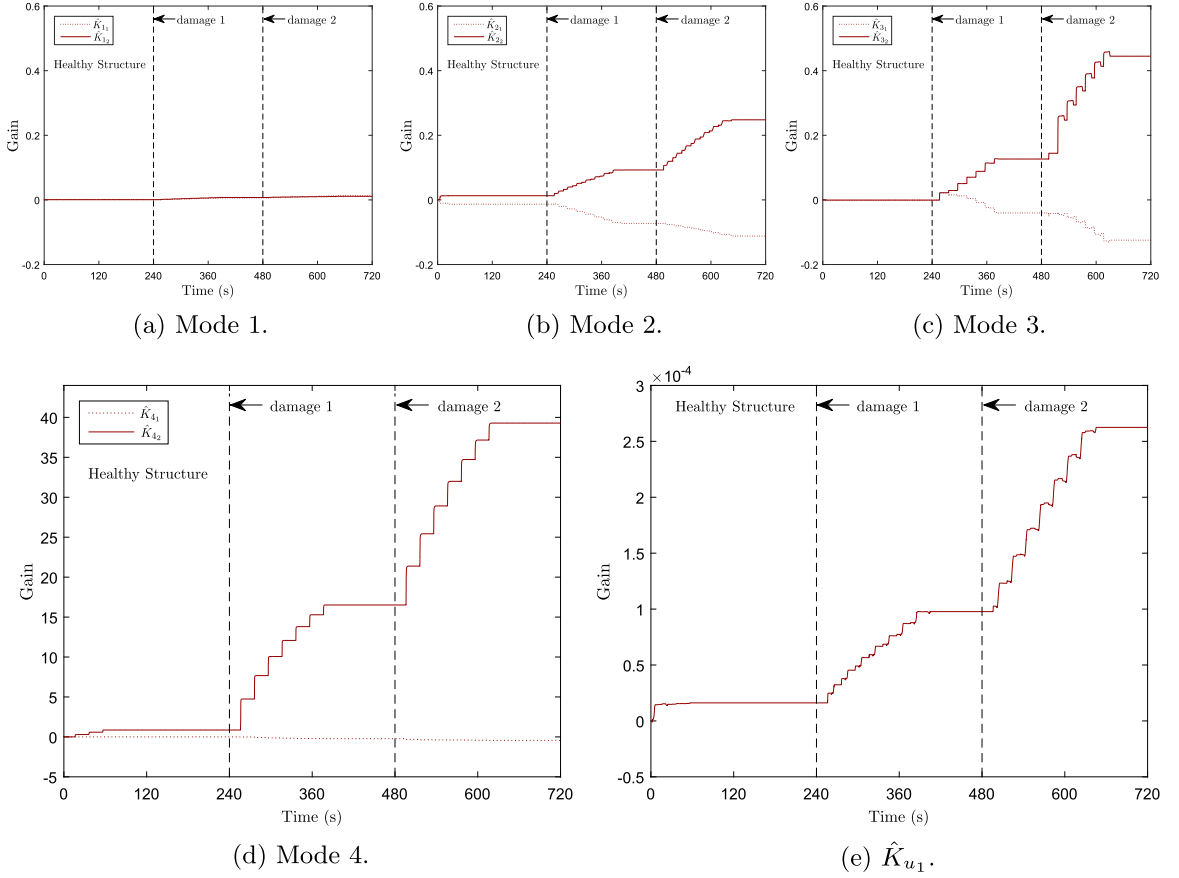 0.6
0.4
0.2
0
-0.2
Gain
K̂₁₁
K̂₁₂
Healthy Structure
damage 1
damage 2
0 120 240 360 480 600 720
Time (s)
(a) Mode 1.
0.6
0.4
0.2
0
-0.2
Gain
K̂₂₁
K̂₂₂
Healthy Structure
damage 1
damage 2
0 120 240 360 480 600 720
Time (s)
(b) Mode 2.
0.6
0.4
0.2
0
-0.2
Gain
K̂₃₁
K̂₃₂
Healthy Structure
damage 1
damage 2
0 120 240 360 480 600 720
Time (s)
(c) Mode 3.
40
35
30
25
20
15
10
5
0
-5
Gain
K̂₄₁
K̂₄₂
Healthy Structure
damage 1
damage 2
0 120 240 360 480 600 720
Time (s)
(d) Mode 4.
×10⁻⁴
3
2.5
2
1.5
1
0.5
0
-0.5
Gain
Healthy Structure
damage 1
damage 2
0 120 240 360 480 600 720
Time (s)
(e) K̂ᵤ₁.